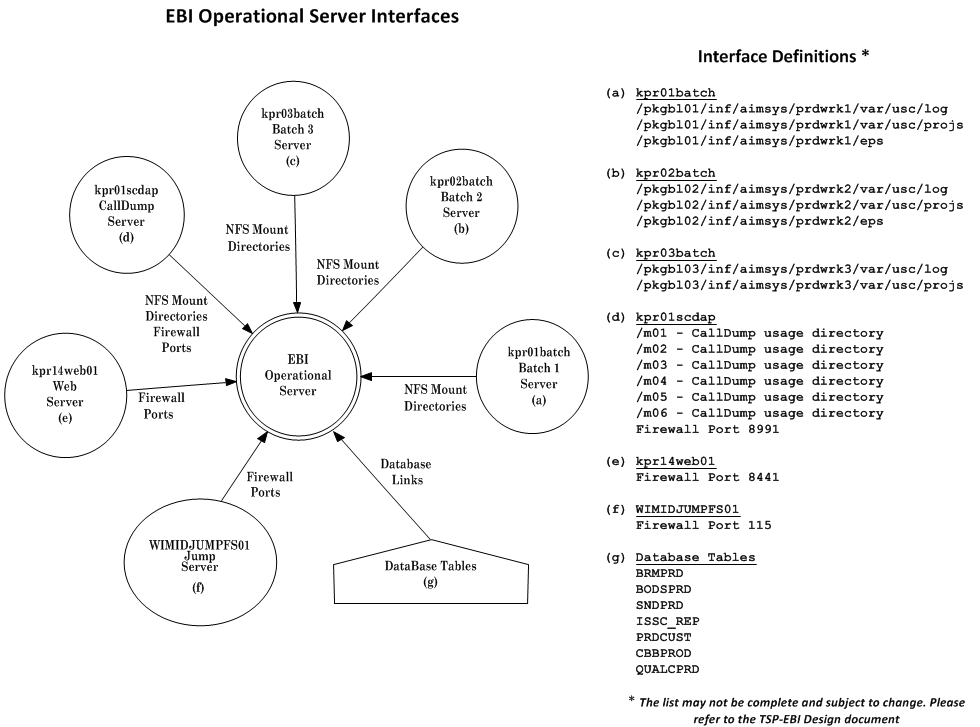 EBI Operational Server Interfaces
kpr03batch
Batch 3
Server
(c)
kpr02batch
Batch 2
Server
(b)
kpr01scdap
CallDump
Server
(d)
NFS Mount
Directories
NFS Mount
Directories
NFS Mount
Directories
Firewall
Ports
EBI
Operational
Server
kpr01batch
Batch 1
Server
(a)
NFS Mount
Directories
kpr14web01
Web
Server
(e)
Firewall
Ports
Firewall
Ports
Database
Links
WIMIDJUMPFS01
Jump
Server
(f)
DataBase Tables
(g)
Interface Definitions *
(a) kpr01batch
/pkgbl01/inf/aimsys/prdwrk1/var/usc/log
/pkgbl01/inf/aimsys/prdwrk1/var/usc/projs
/pkgbl01/inf/aimsys/prdwrk1/eps
(b) kpr02batch
/pkgbl02/inf/aimsys/prdwrk2/var/usc/log
/pkgbl02/inf/aimsys/prdwrk2/var/usc/projs
/pkgbl02/inf/aimsys/prdwrk2/eps
(c) kpr03batch
/pkgbl03/inf/aimsys/prdwrk3/var/usc/log
/pkgbl03/inf/aimsys/prdwrk3/var/usc/projs
(d) kpr01scdap
/m01 - CallDump usage directory
/m02 - CallDump usage directory
/m03 - CallDump usage directory
/m04 - CallDump usage directory
/m05 - CallDump usage directory
/m06 - CallDump usage directory
Firewall Port 8991
(e) kpr14web01
Firewall Port 8441
(f) WIMIDJUMPFS01
Firewall Port 115
(g) Database Tables
BRMPRD
BODSPRD
SNDPRD
ISSC_REP
PRDCUST
CBBPROD
QUALCPRD
* The list may not be complete and subject to change. Please
refer to the TSP-EBI Design document